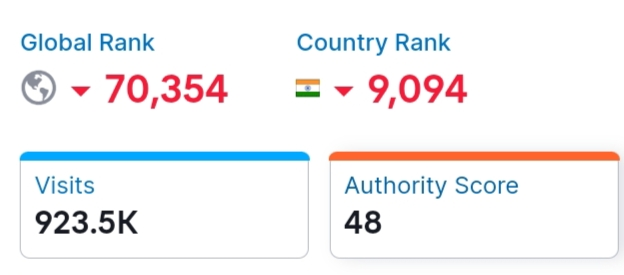 Global Rank
Country Rank
70,354
9,094
Visits
Authority Score
923.5K
48